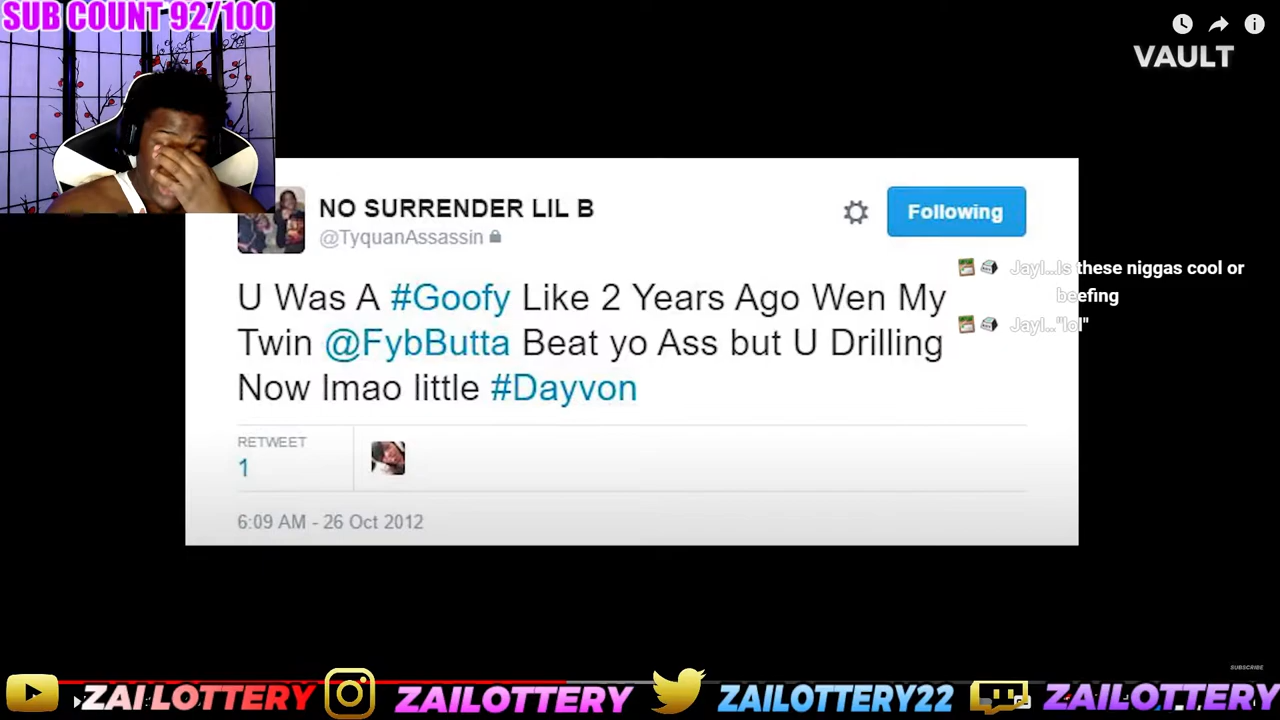 SUB COUNT 92/100
VAULT
NO SURRENDER LIL B
@TyquanAssassin
Following
U Was A #Goofy Like 2 Years Ago Wen My
Twin @FybButta Beat yo Ass but U Drilling
Now lmao little #Dayvon
Jayl...Is these niggas cool or
beefing
Jayl..."lol"
RETWEET
1
6:09 AM - 26 Oct 2012
SUBSCRIBE
ZAILOTTERY
ZAILOTTERY
ZAILOTTERY22
ZAILOTTERY